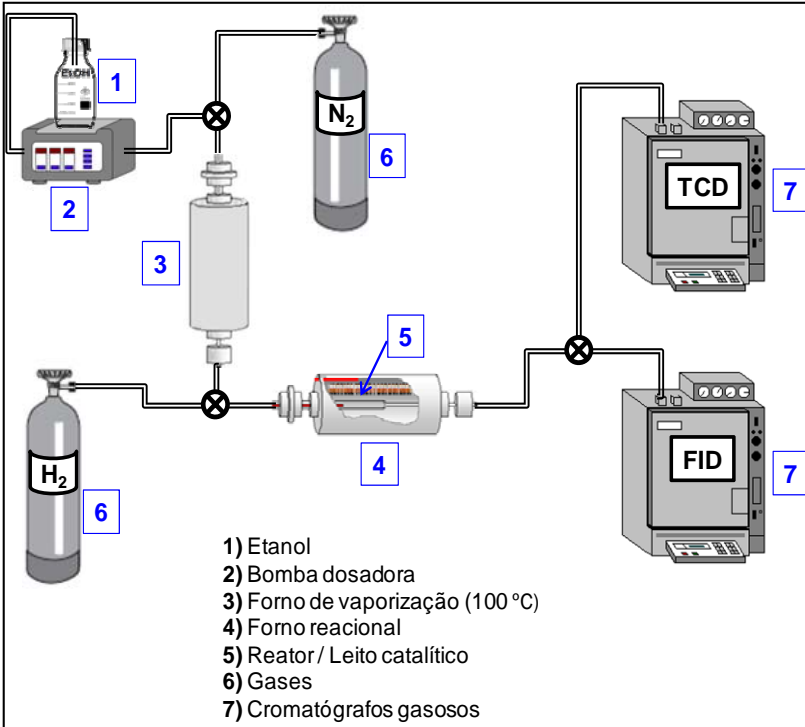 1
EtOH
2
3
N₂
6
TCD
7
5
4
H₂
6
FID
7
1) Etanol
2) Bomba dosadora
3) Forno de vaporização (100 ºC)
4) Forno reacional
5) Reator / Leito catalítico
6) Gases
7) Cromatógrafos gasosos